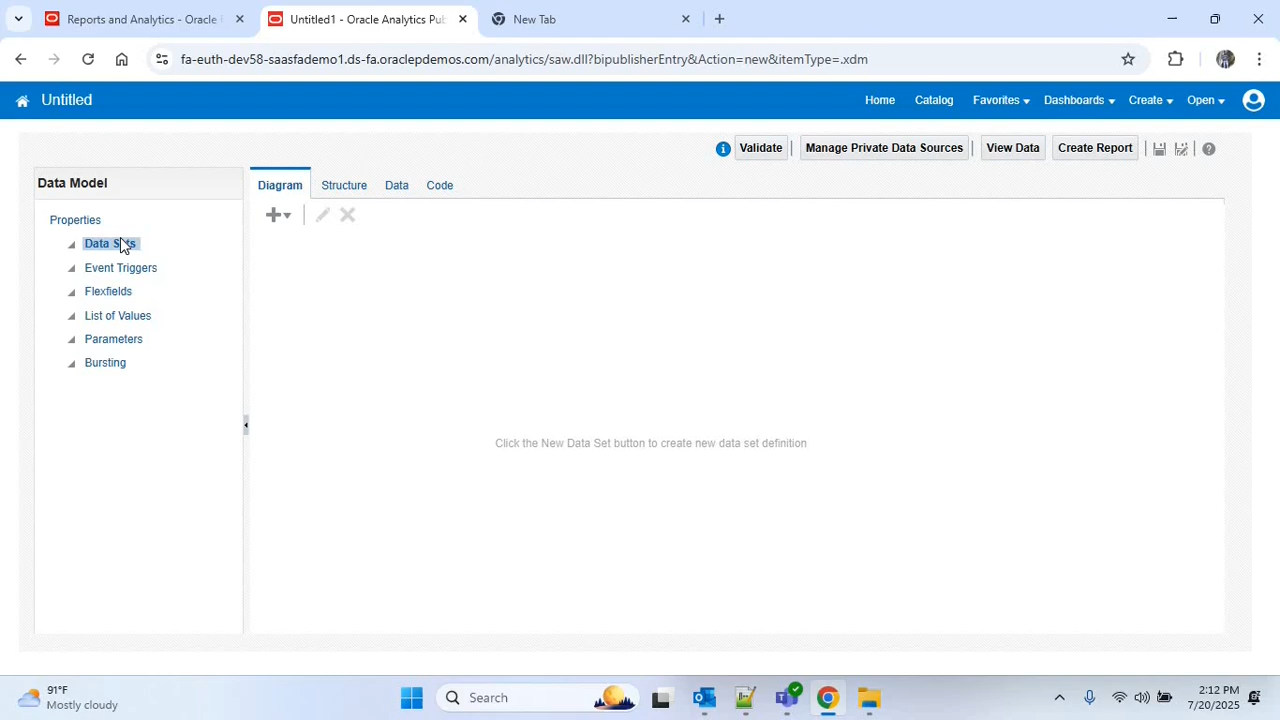 Reports and Analytics - Oracle
Untitled1 - Oracle Analytics Pu
New Tab
fa-euth-dev58-saasfademo1.ds-fa.oraclepdemos.com/analytics/saw.dll?bipublisherEntry&Action=new&itemType=.xdm
Untitled
Home
Catalog
Favorites
Dashboards
Create
Open
Validate
Manage Private Data Sources
View Data
Create Report
Data Model
Diagram
Structure
Data
Code
Properties
Data Sets
Event Triggers
Flexfields
List of Values
Parameters
Bursting
Click the New Data Set button to create new data set definition
91°F
Mostly cloudy
Search
2:12 PM
7/20/2025